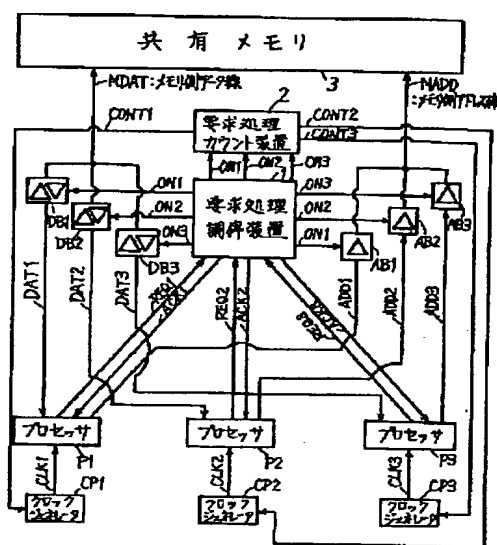 共有メモリ
3
MDAT:メモリ側データ線
MADD
:メモリ側アドレス線
2
CONT1
要求処理
カウント装置
CONT2
CONT3
ON1
ON2
ON3
1
要求処理
調停装置
ON1
ON2
ON3
ON3
ON2
ON1
DB1
DB2
DB3
AB1
AB2
AB3
DAT1
DAT2
DAT3
REQ1
ACK1
REQ2
ACK2
REQ3
ACK3
ADD1
ADD2
ADD3
プロセッサ
プロセッサ
プロセッサ
P1
P2
P3
CLK1
CP1
CLK2
CP2
CLK3
CP3
クロック
ジェネレータ
クロック
ジェネレータ
クロック
ジェネレータ